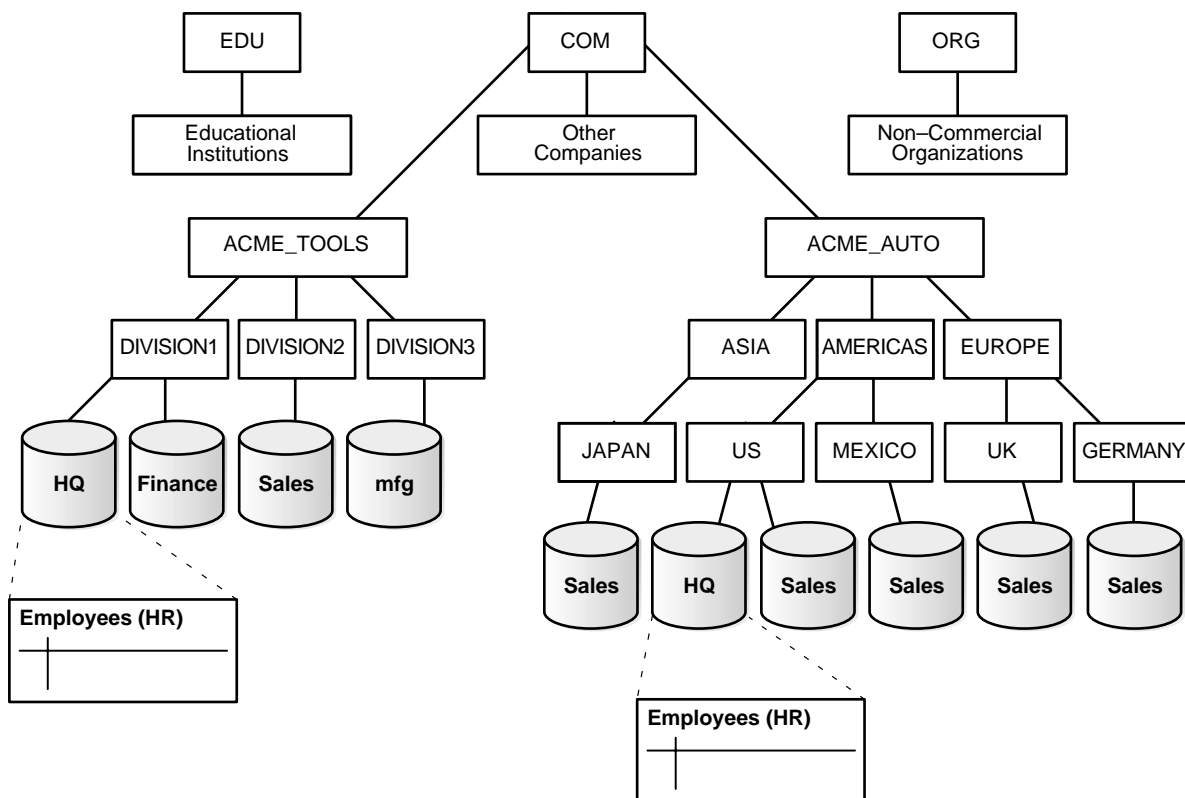 EDU
COM
ORG
Educational
Institutions
Other
Companies
Non–Commercial
Organizations
ACME_TOOLS
ACME_AUTO
DIVISION1
DIVISION2
DIVISION3
ASIA
AMERICAS
EUROPE
HQ
Finance
Sales
mfg
JAPAN
US
MEXICO
UK
GERMANY
Sales
HQ
Sales
Sales
Sales
Sales
Employees (HR)
Employees (HR)